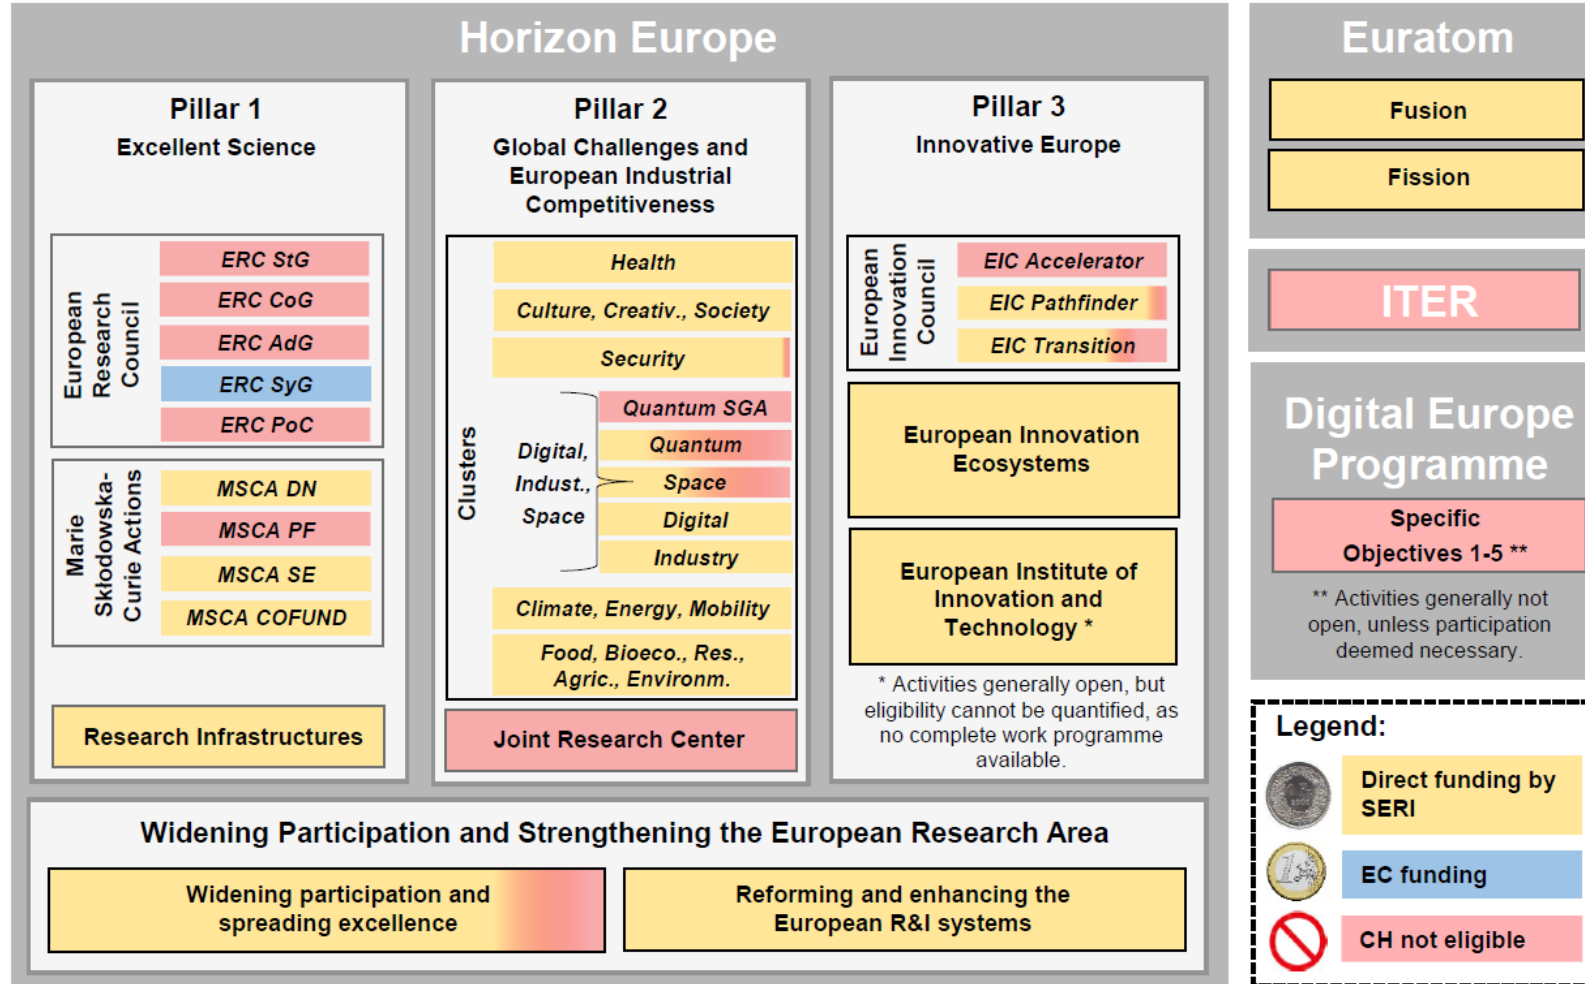 Horizon Europe
Pillar 1
Excellent Science
European
Research
Council
ERC StG
ERC CoG
ERC AdG
ERC SyG
ERC PoC
Marie
Skłodowska-
Curie Actions
MSCA DN
MSCA PF
MSCA SE
MSCA COFUND
Research Infrastructures
Pillar 2
Global Challenges and
European Industrial
Competitiveness
Clusters
Health
Culture, Creativ., Society
Security
Digital,
Indust.,
Space
Quantum SGA
Quantum
Space
Digital
Industry
Climate, Energy, Mobility
Food, Bioeco., Res.,
Agric., Environm.
Joint Research Center
Pillar 3
Innovative Europe
European
Innovation
Council
EIC Accelerator
EIC Pathfinder
EIC Transition
European Innovation
Ecosystems
European Institute of
Innovation and
Technology *
* Activities generally open, but
eligibility cannot be quantified, as
no complete work programme
available.
Widening Participation and Strengthening the European Research Area
Widening participation and
spreading excellence
Reforming and enhancing the
European R&I systems
Euratom
Fusion
Fission
ITER
Digital Europe
Programme
Specific
Objectives 1-5 **
** Activities generally not
open, unless participation
deemed necessary.
Legend:
Direct funding by
SERI
EC funding
CH not eligible